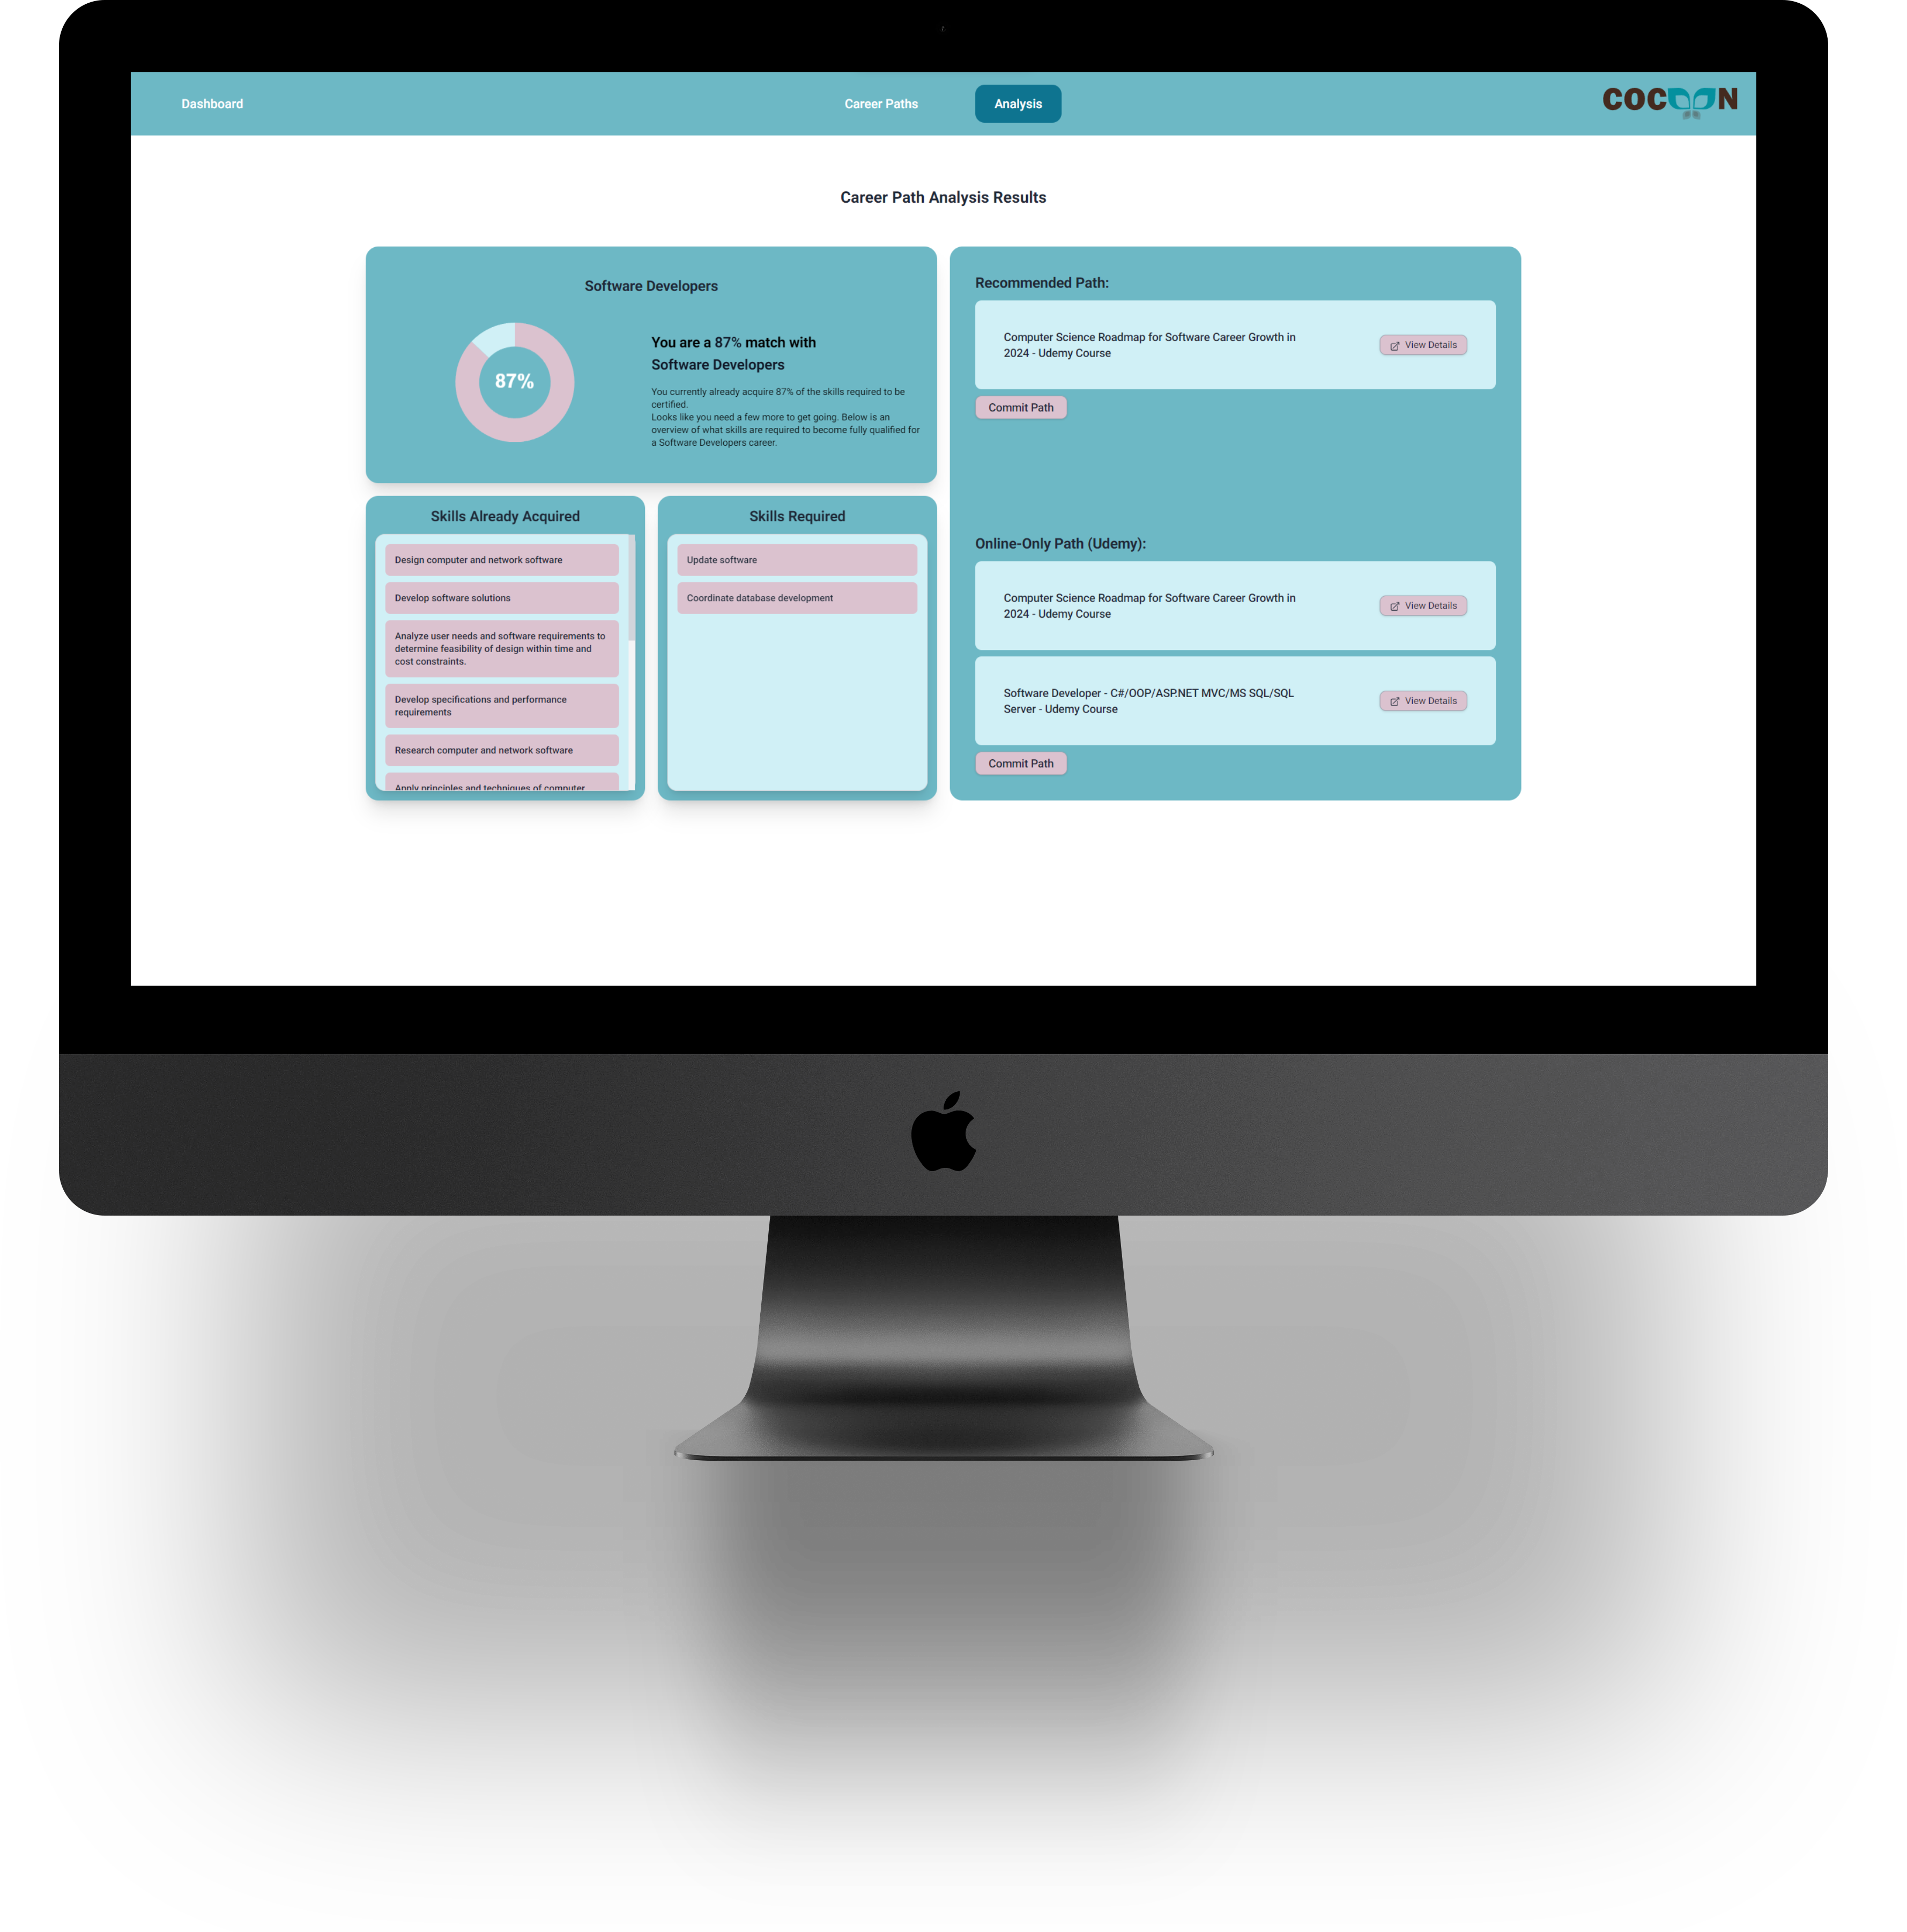 Dashboard
Career Paths
Analysis
COCOON
Career Path Analysis Results
Software Developers
87%
You are a 87% match with
Software Developers
You currently already acquire 87% of the skills required to be
certified.
Looks like you need a few more to get going. Below is an
overview of what skills are required to become fully qualified for
a Software Developers career.
Skills Already Acquired
Design computer and network software
Develop software solutions
Analyze user needs and software requirements to
determine feasibility of design within time and
cost constraints.
Develop specifications and performance
requirements
Research computer and network software
Apply principles and techniques of computer
Skills Required
Update software
Coordinate database development
Recommended Path:
Computer Science Roadmap for Software Career Growth in
2024 - Udemy Course
View Details
Commit Path
Online-Only Path (Udemy):
Computer Science Roadmap for Software Career Growth in
2024 - Udemy Course
View Details
Software Developer - C#/OOP/ASP.NET MVC/MS SQL/SQL
Server - Udemy Course
View Details
Commit Path